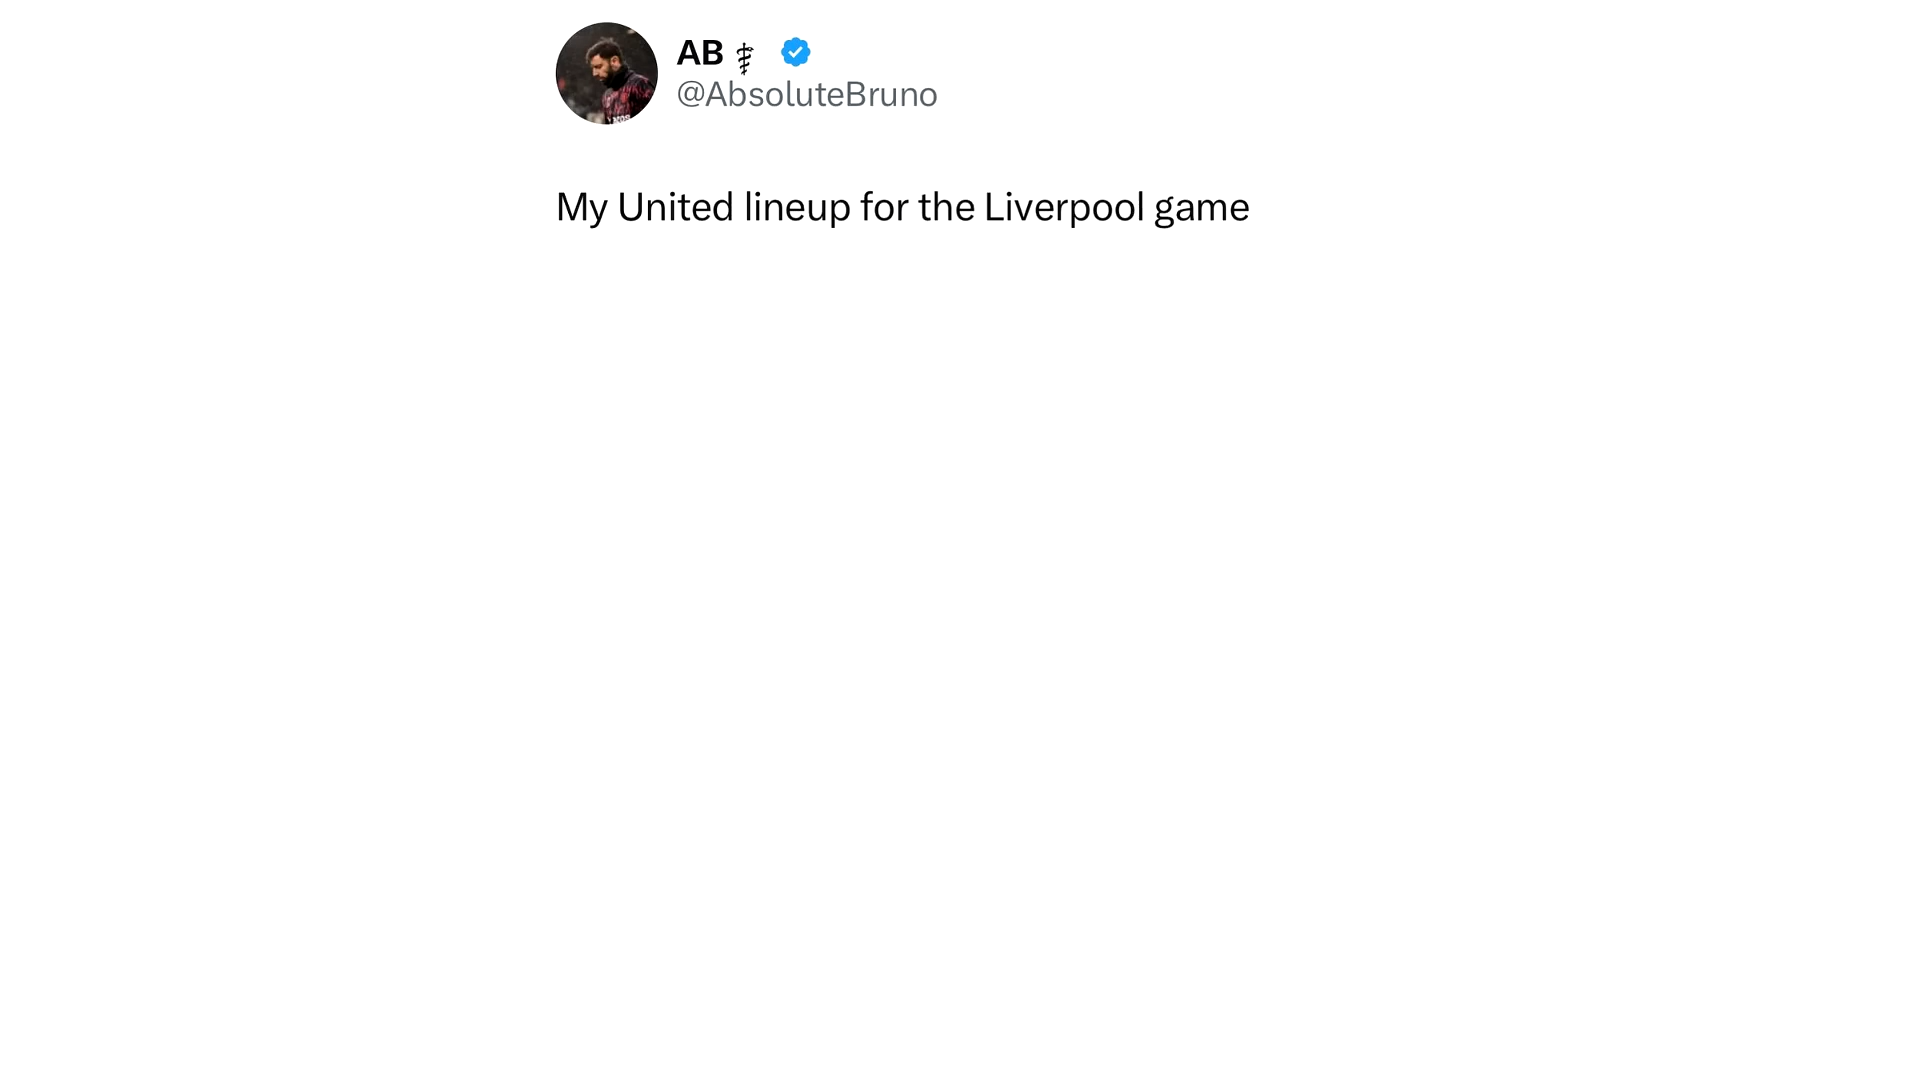 AB ⚕
@AbsoluteBruno
My United lineup for the Liverpool game